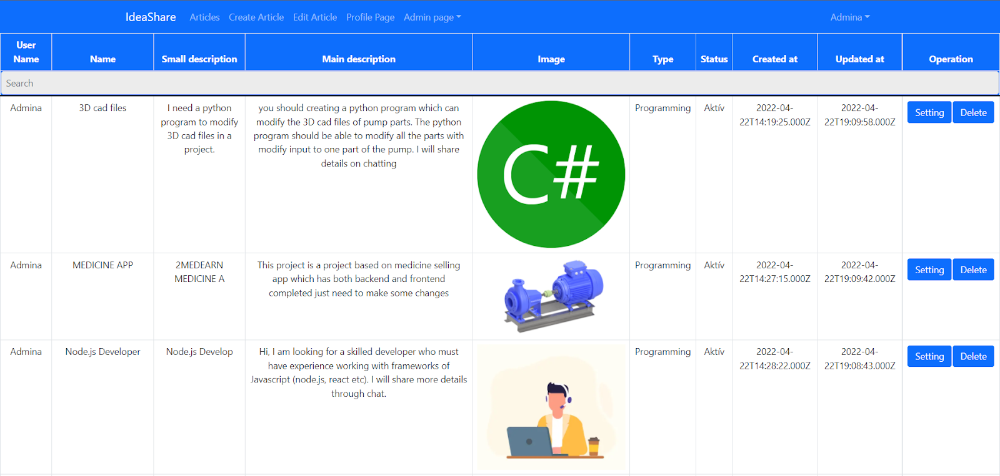 IdeaShare Articles Create Article Edit Article Profile Page Admin page Admina
User Name Name Small description Main description Image Type Status Created at Updated at Operation
Search
Admina
3D cad files
I need a python
program to modify
3D cad files in a
project.
you should creating a python program which can
modify the 3D cad files of pump parts. The python
program should be able to modify all the parts with
modify input to one part of the pump. I will share
details on chatting
C#
Programming
Aktív
2022-04-
22T14:19:25.000Z
2022-04-
22T19:09:58.000Z
Setting Delete
Admina
MEDICINE APP
2MEDEARN
MEDICINE A
This project is a project based on medicine selling
app which has both backend and frontend
completed just need to make some changes
Programming
Aktív
2022-04-
22T14:27:15.000Z
2022-04-
22T19:09:42.000Z
Setting Delete
Admina
Node.js Developer
Node.js Develop
Hi, I am looking for a skilled developer who must
have experience working with frameworks of
Javascript (node.js, react etc). I will share more details
through chat.
Programming
Aktív
2022-04-
22T14:28:22.000Z
2022-04-
22T19:08:43.000Z
Setting Delete